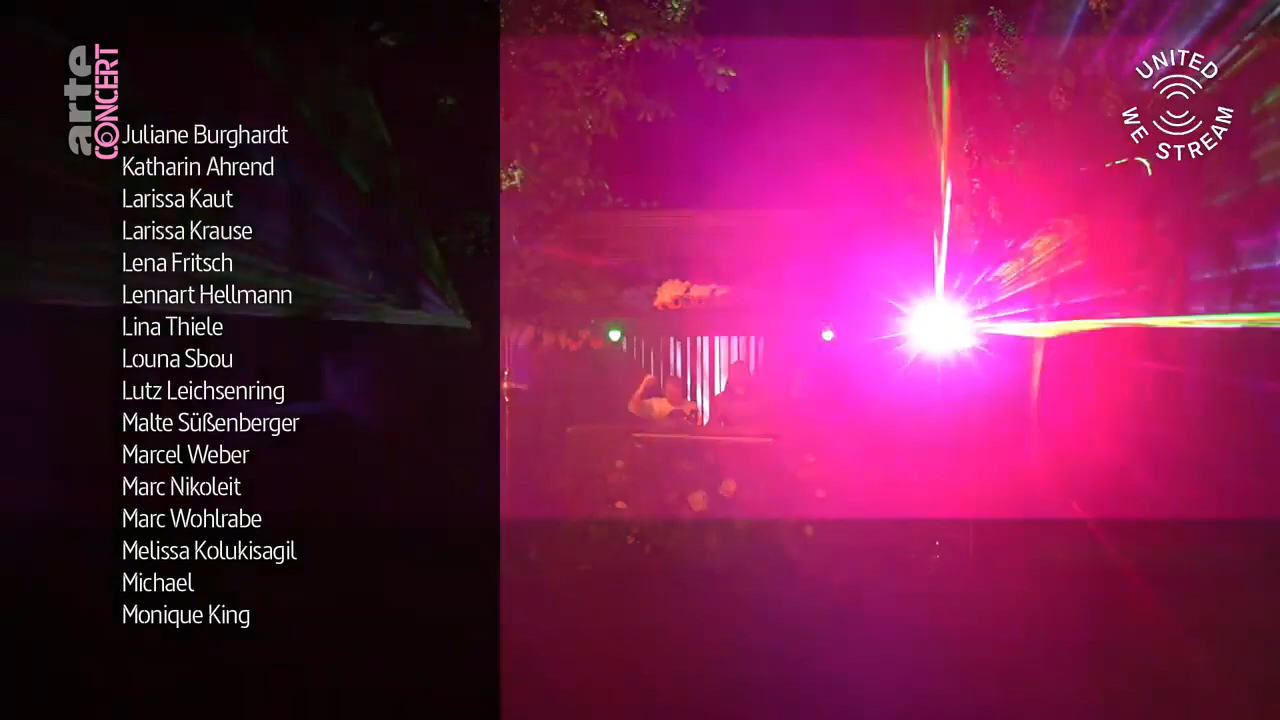 arte
CONCERT
Juliane Burghardt
Katharin Ahrend
Larissa Kaut
Larissa Krause
Lena Fritsch
Lennart Hellmann
Lina Thiele
Louna Sbou
Lutz Leichsenring
Malte Süßenberger
Marcel Weber
Marc Nikoleit
Marc Wohlrabe
Melissa Kolukisagil
Michael
Monique King
UNITED
WE STREAM